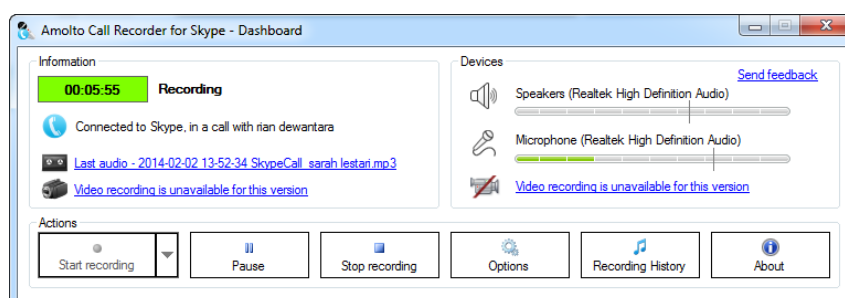 Amolto Call Recorder for Skype - Dashboard
Information
00:05:55 Recording
Connected to Skype, in a call with rian dewantara
Last audio - 2014-02-02 13-52-34 SkypeCall sarah lestari.mp3
Video recording is unavailable for this version
Devices
Send feedback
Speakers (Realtek High Definition Audio)
Microphone (Realtek High Definition Audio)
Video recording is unavailable for this version
Actions
Start recording
Pause
Stop recording
Options
Recording History
About